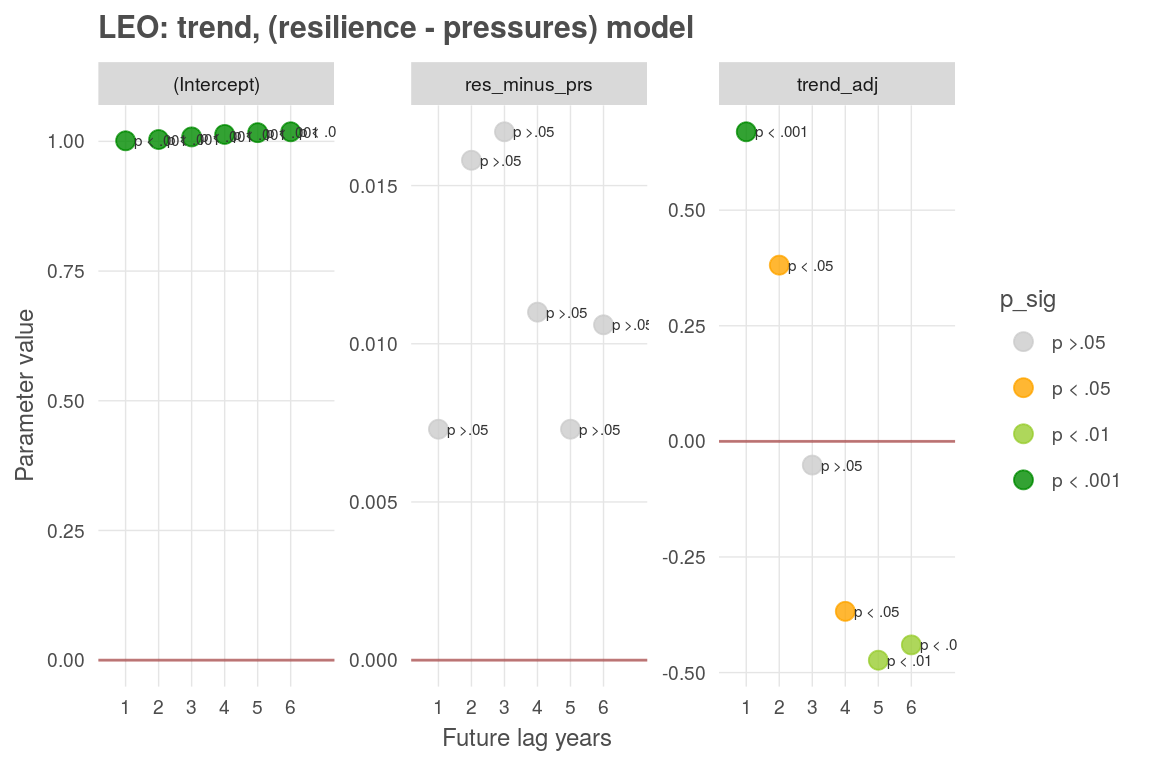 LEO: trend, (resilience - pressures) model
(Intercept)
res_minus_prs
trend_adj
Parameter value
1.00
0.75
0.50
0.25
0.00
p < .001
1 2 3 4 5 6
0.015
0.010
0.005
0.000
p >.05
p >.05
p >.05
p >.05
p >.05
p >.05
1 2 3 4 5 6
0.50
0.25
0.00
-0.25
-0.50
p < .001
p < .05
p >.05
p < .05
p < .01
p < .0
1 2 3 4 5 6
Future lag years
p_sig
p >.05
p < .05
p < .01
p < .001